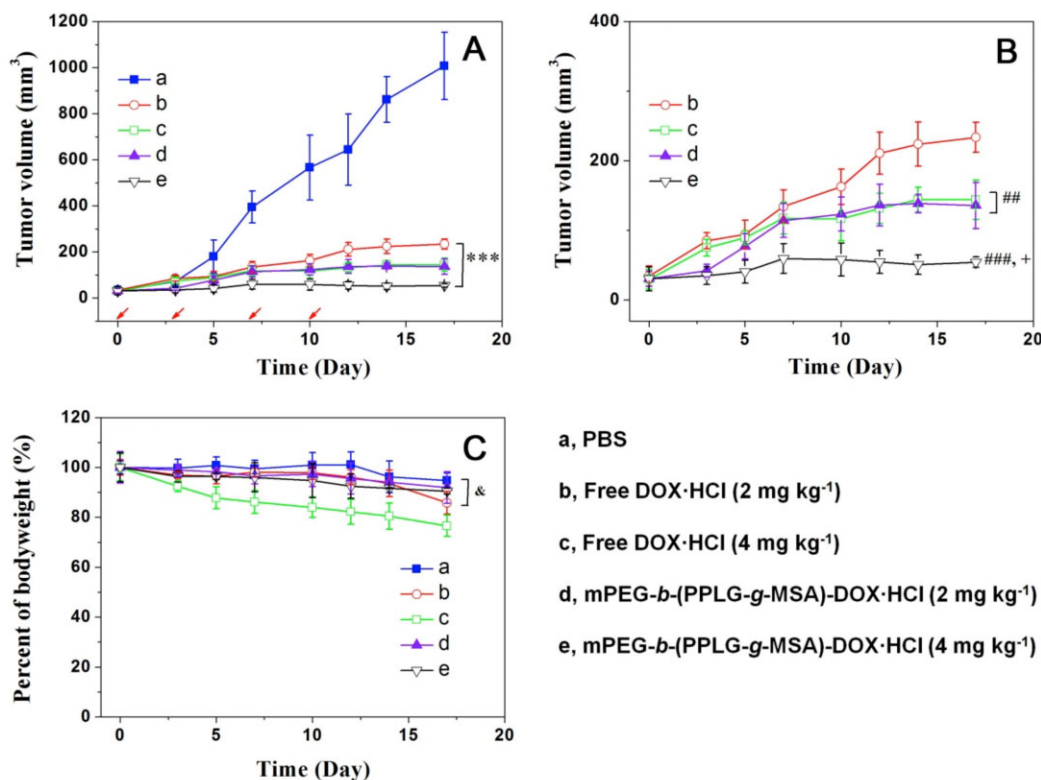 A
1200
1000
800
600
400
200
0
Tumor volume (mm³)
a
b
c
d
e
***
0
5
10
15
20
Time (Day)
B
400
200
0
Tumor volume (mm³)
b
c
d
e
##
###, +
0
5
10
15
20
Time (Day)
C
120
100
80
60
40
20
0
Percent of bodyweight (%)
&
a
b
c
d
e
0
5
10
15
20
Time (Day)
a, PBS
b, Free DOX·HCl (2 mg kg⁻¹)
c, Free DOX·HCl (4 mg kg⁻¹)
d, mPEG-b-(PPLG-g-MSA)-DOX·HCl (2 mg kg⁻¹)
e, mPEG-b-(PPLG-g-MSA)-DOX·HCl (4 mg kg⁻¹)